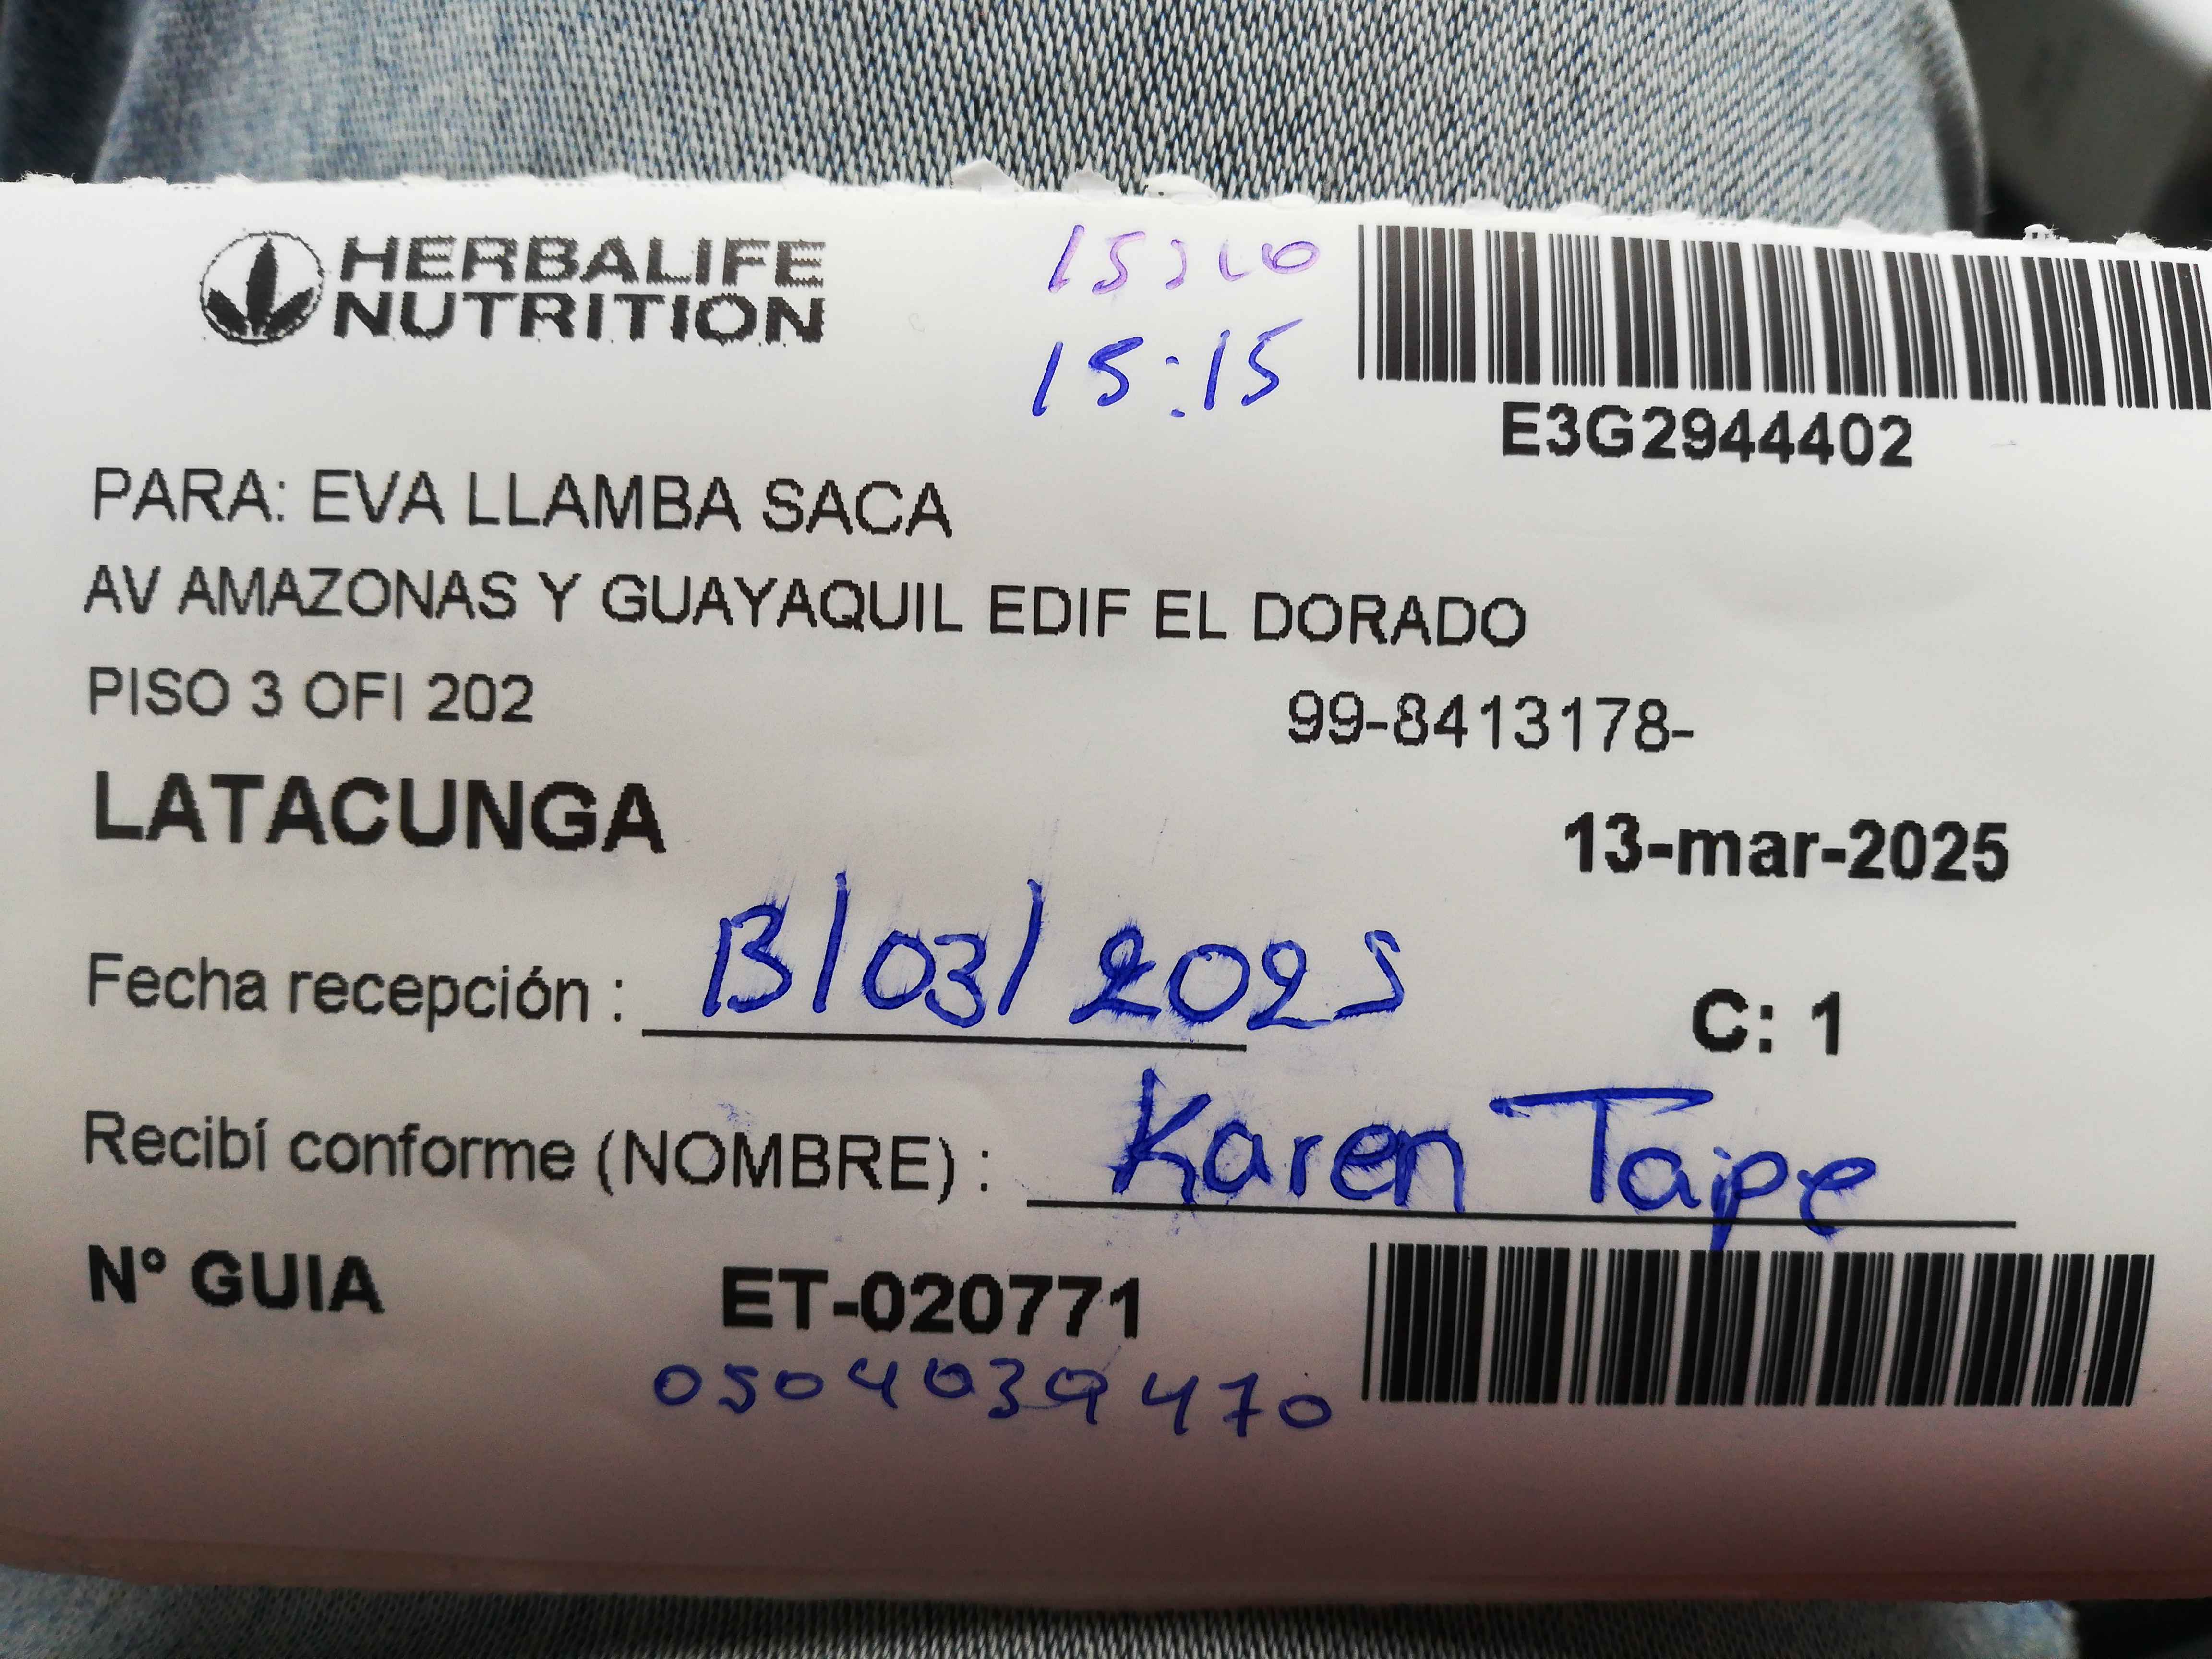 HERBALIFE
NUTRITION
15:10
15:15
E3G2944402
PARA: EVA LLAMBA SACA
AV AMAZONAS Y GUAYAQUIL EDIF EL DORADO
PISO 3 OFI 202 99-8413178-
LATACUNGA
13-mar-2025
Fecha recepción : 13/03/2025
C: 1
Recibí conforme (NOMBRE) : Karen Taipe
N° GUIA ET-020771
0504039470